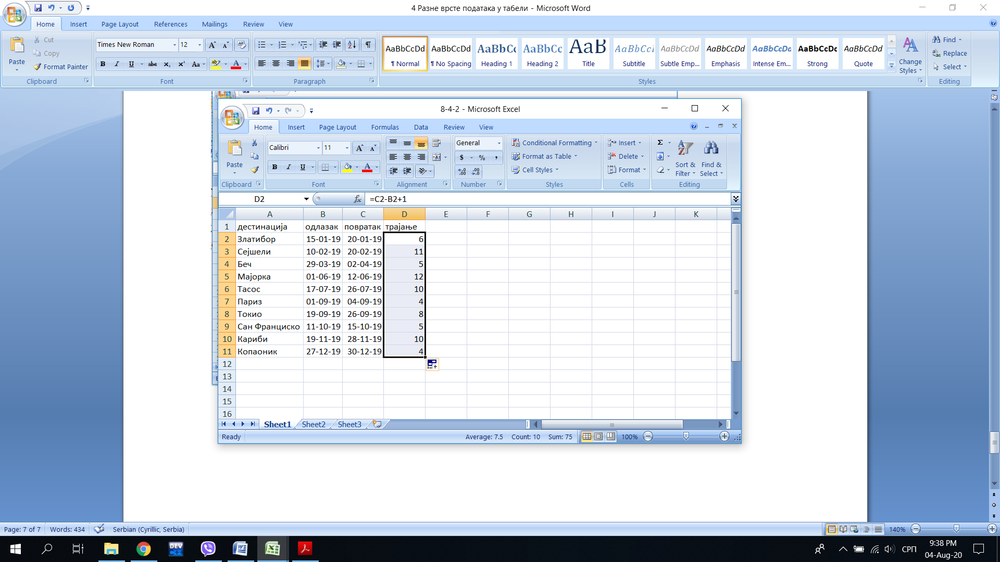 4 Разне врсте података у табели - Microsoft Word
Home Insert Page Layout References Mailings Review View
Paste
Cut
Copy
Format Painter
Clipboard
Times New Roman 12
Font
Paragraph
AaBbCcDd AaBbCcDd AaBbCc AaBbCc AaB AaBbCcI AaBbCcDd AaBbCcDd AaBbCcDc AaBbCcDc AaBbCcDd
¶ Normal ¶ No Spacing Heading 1 Heading 2 Title Subtitle Subtle Emp... Emphasis Intense Em... Strong Quote
Styles
Change Styles
Find
Replace
Select
Editing
8-4-2 - Microsoft Excel
Home Insert Page Layout Formulas Data Review View
Paste
Clipboard
Calibri 11
Font
Alignment
General
Number
Conditional Formatting
Format as Table
Cell Styles
Styles
Insert
Delete
Format
Cells
Sort & Filter
Find & Select
Editing
D2 fx =C2-B2+1
A B C D E F G H I J K
1 дестинација одлазак повратак трајање
2 Златибор 15-01-19 20-01-19 6
3 Сејшели 10-02-19 20-02-19 11
4 Беч 29-03-19 02-04-19 5
5 Мајорка 01-06-19 12-06-19 12
6 Тасос 17-07-19 26-07-19 10
7 Париз 01-09-19 04-09-19 4
8 Токио 19-09-19 26-09-19 8
9 Сан Франциско 11-10-19 15-10-19 5
10 Кариби 19-11-19 28-11-19 10
11 Копаоник 27-12-19 30-12-19 4
12
13
14
15
16
Sheet1 Sheet2 Sheet3
Ready Average: 7.5 Count: 10 Sum: 75 100%
Page: 7 of 7 Words: 434 Serbian (Cyrillic, Serbia) 140%
DEV
СРП
9:38 PM
04-Aug-20